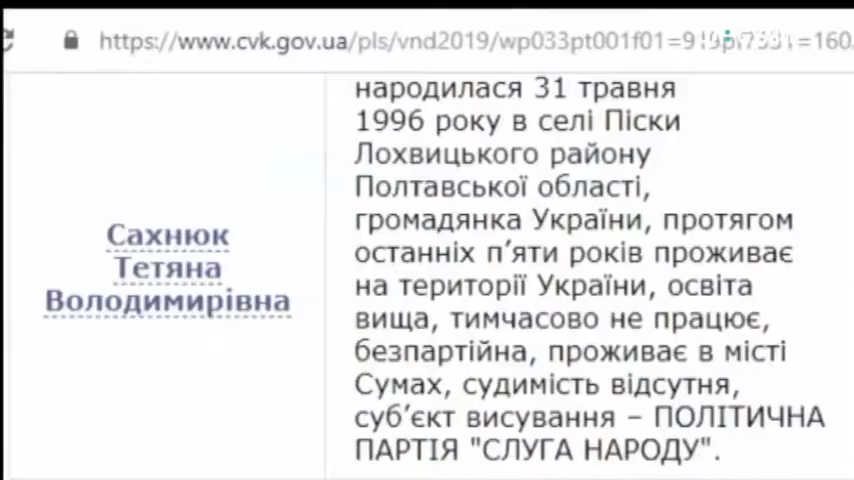 https://www.cvk.gov.ua/pls/vnd2019/wp033pt001f01=919
Сахнюк
Тетяна
Володимирівна
народилася 31 травня
1996 року в селі Піски
Лохвицького району
Полтавської області,
громадянка України, протягом
останніх п’яти років проживає
на території України, освіта
вища, тимчасово не працює,
безпартійна, проживає в місті
Сумах, судимість відсутня,
суб’єкт висування – ПОЛІТИЧНА
ПАРТІЯ "СЛУГА НАРОДУ".